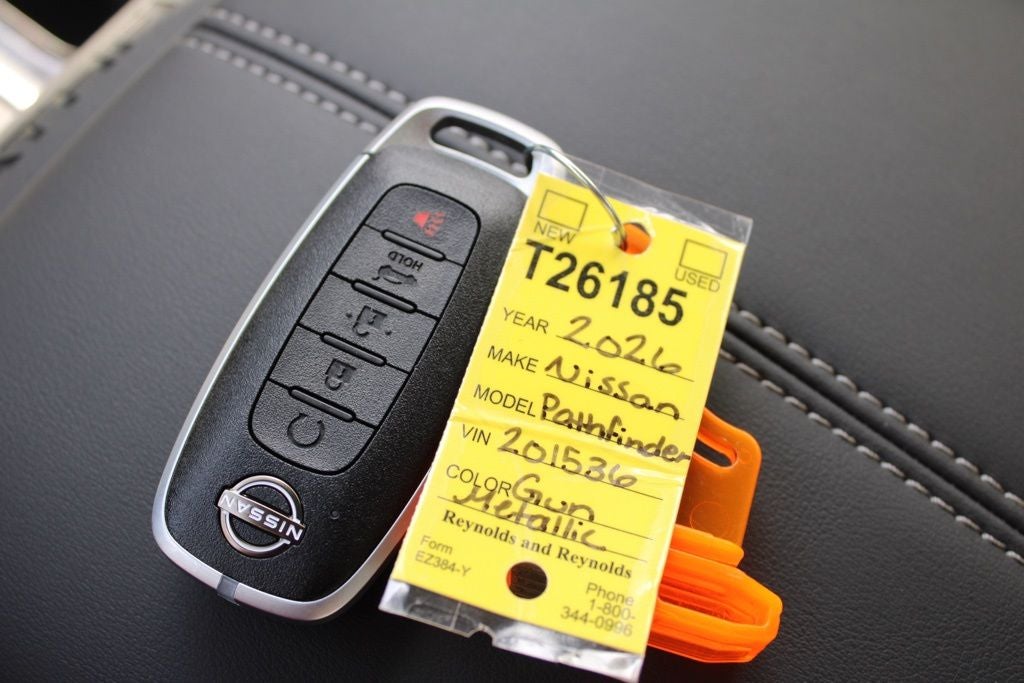 HOLD
NISSAN
NEW
USED
T26185
YEAR 2026
MAKE Nissan
MODEL Pathfinder
VIN 201536
COLOR Gun
Metallic
Reynolds and Reynolds
Form
EZ384-Y
Phone
1-800-
344-0996